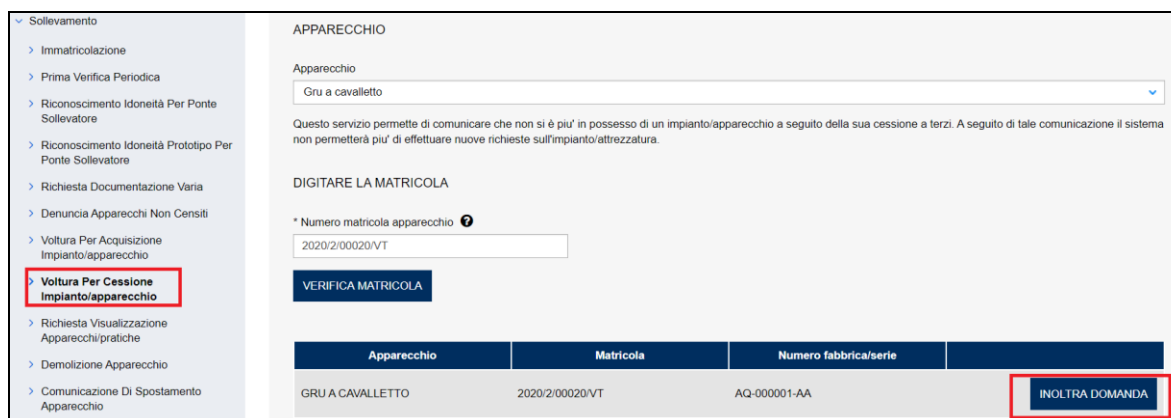 Sollevamento
Immatricolazione
Prima Verifica Periodica
Riconoscimento Idoneità Per Ponte
Sollevatore
Riconoscimento Idoneità Prototipo Per
Ponte Sollevatore
Richiesta Documentazione Varia
Denuncia Apparecchi Non Censiti
Voltura Per Acquisizione
Impianto/apparecchio
Voltura Per Cessione
Impianto/apparecchio
Richiesta Visualizzazione
Apparecchi/pratiche
Demolizione Apparecchio
Comunicazione Di Spostamento
Apparecchio
APPARECCHIO
Apparecchio
Gru a cavalletto
Questo servizio permette di comunicare che non si è piu' in possesso di un impianto/apparecchio a seguito della sua cessione a terzi. A seguito di tale comunicazione il sistema
non permetterà piu' di effettuare nuove richieste sull'impianto/attrezzatura.
DIGITARE LA MATRICOLA
* Numero matricola apparecchio ?
2020/2/00020/VT
VERIFICA MATRICOLA
Apparecchio Matricola Numero fabbrica/serie
GRU A CAVALLETTO 2020/2/00020/VT AQ-000001-AA INOLTRA DOMANDA